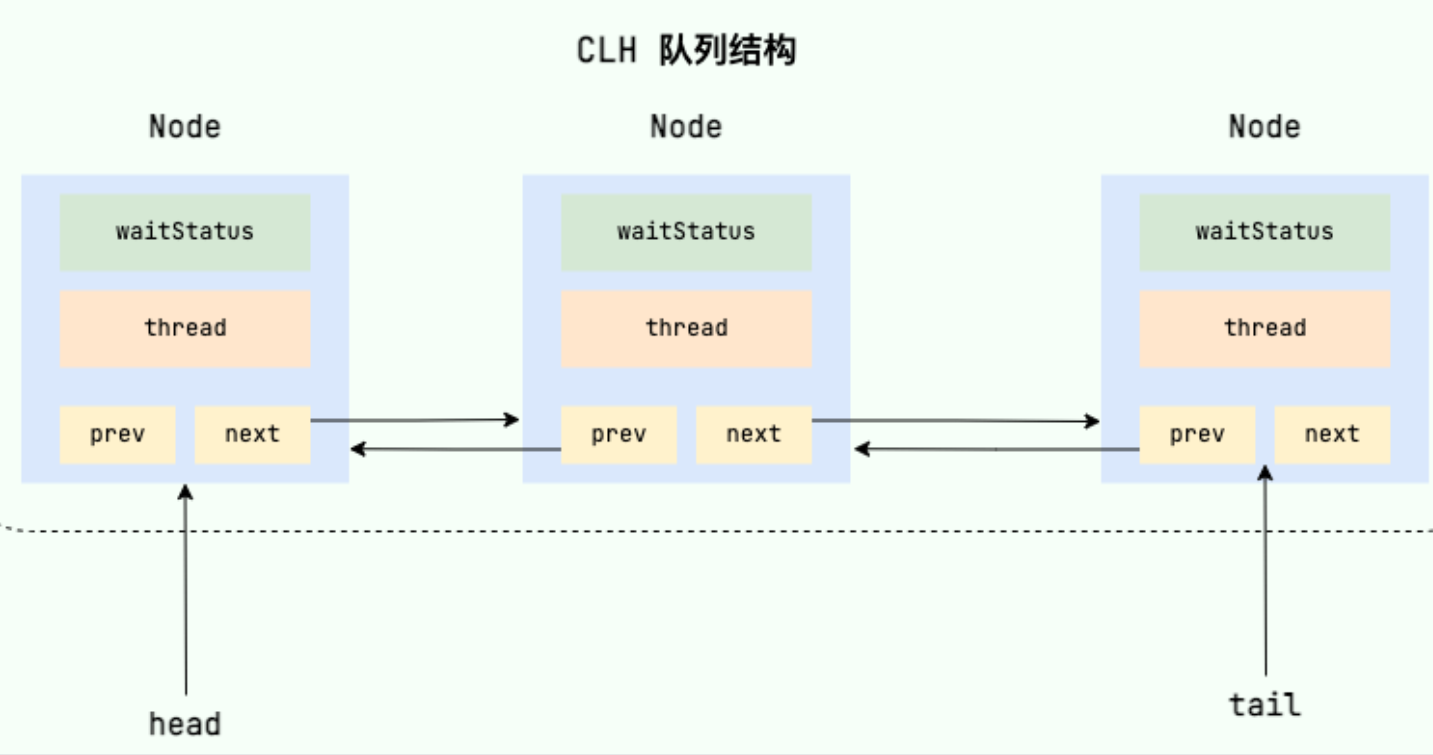 CLH 队列结构
Node
Node
Node
waitStatus
waitStatus
waitStatus
thread
thread
thread
prev
next
prev
next
prev
next
head
tail